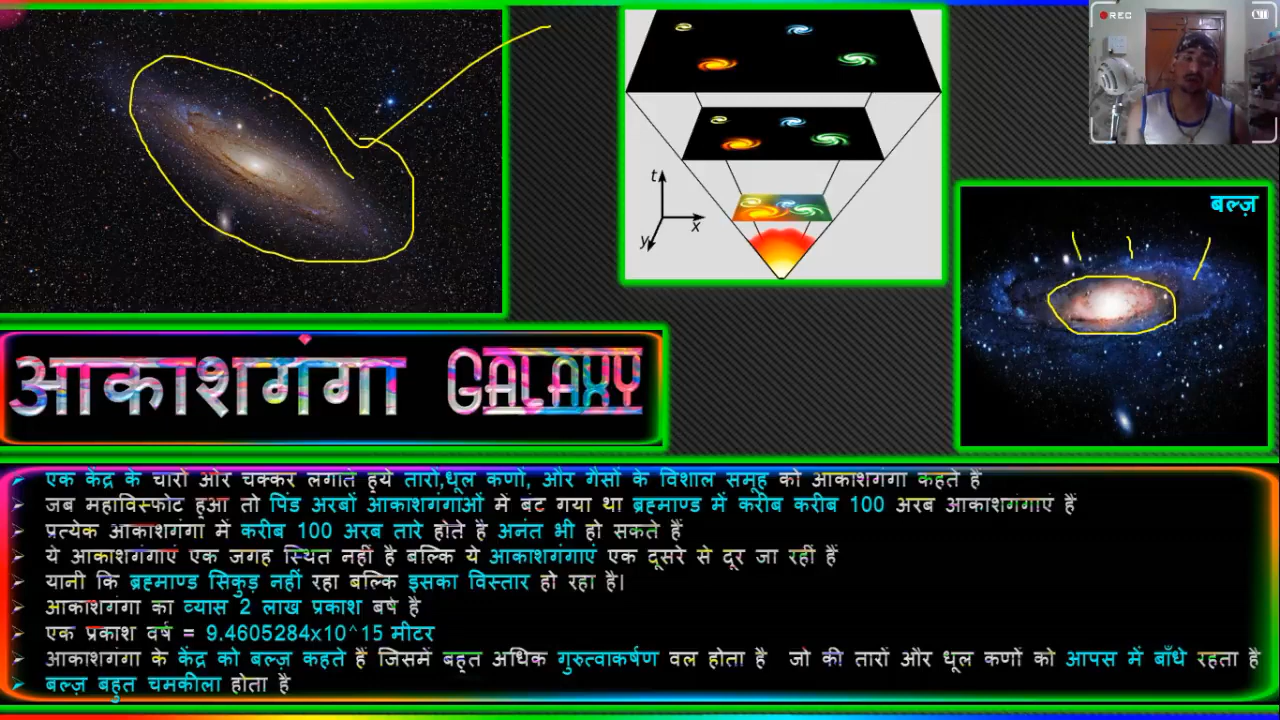 REC
t
x
y
बल्ज़
आकाशगंगा GALAXY
एक केंद्र के चारो ओर चक्कर लगाते हुये तारों,धूल कणों, और गैसों के विशाल समूह को आकाशगंगा कहते हैं
जब महाविस्फोट हुआ तो पिंड अरबों आकाशगंगाओं में बंट गया था ब्रह्माण्ड में करीब करीब 100 अरब आकाशगंगाएं हैं
प्रत्येक आकाशगंगा में करीब 100 अरब तारे होते है अनंत भी हो सकते हैं
ये आकाशगंगाएं एक जगह स्थित नहीं है बल्कि ये आकाशगंगाएं एक दूसरे से दूर जा रहीं हैं
यानी कि ब्रह्माण्ड सिकुड़ नहीं रहा बल्कि इसका विस्तार हो रहा है।
आकाशगंगा का व्यास 2 लाख प्रकाश बषे है
एक प्रकाश वर्ष = 9.4605284x10^15 मीटर
आकाशगंगा के केंद्र को बल्ज़ कहते हैं जिसमें बहुत अधिक गुरुत्वाकर्षण वल होता है जो की तारों और धूल कणों को आपस में बाँधे रहता है
बल्ज़ बहुत चमकीला होता है